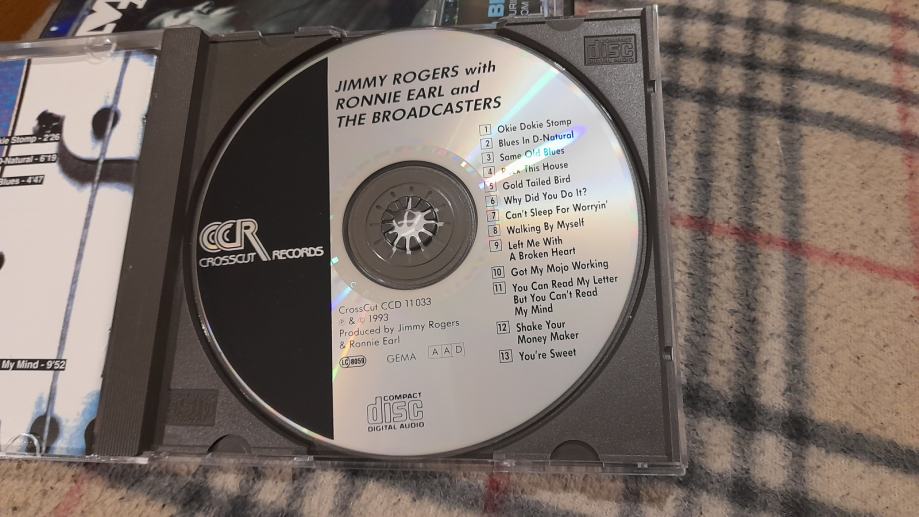 JIMMY ROGERS with
RONNIE EARL and
THE BROADCASTERS
1 Okie Dokie Stomp
2 Blues In D-Natural
3 Same Old Blues
4 This House
5 Gold Tailed Bird
6 Why Did You Do It?
7 Can't Sleep For Worryin'
8 Walking By Myself
9 Left Me With
A Broken Heart
10 Got My Mojo Working
11 You Can Read My Letter
But You Can't Read
My Mind
12 Shake Your
Money Maker
13 You're Sweet
CCR
CROSSCUT RECORDS
CrossCut CCD 11033
℗ & © 1993
Produced by Jimmy Rogers
& Ronnie Earl
LC 8059
GEMA AAD
COMPACT
disc
DIGITAL AUDIO
disc
Stomp - 2'26
-Natural - 6'19
Blues - 4'47
My Mind - 9'52